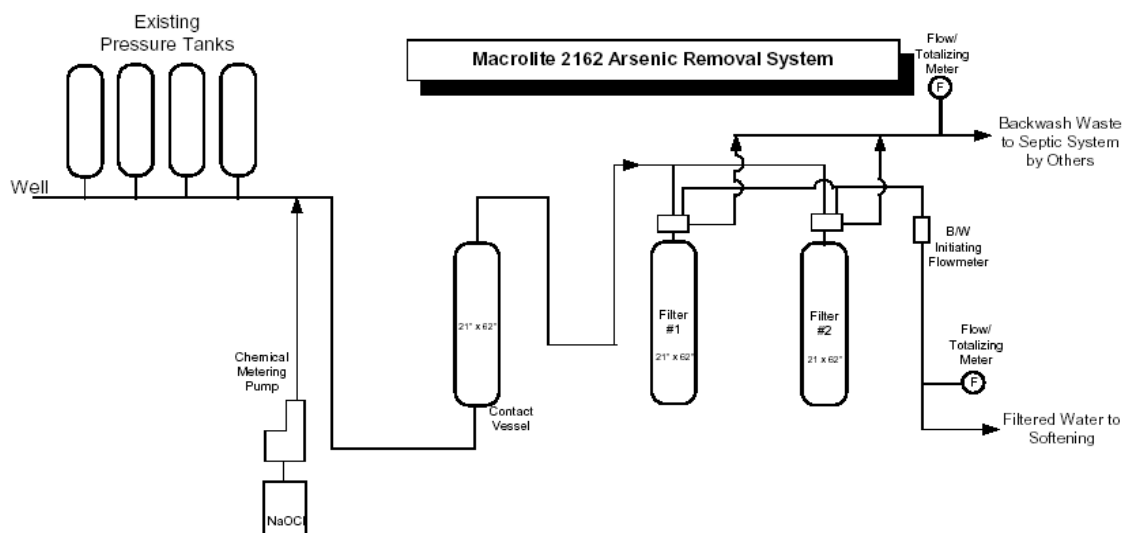 Existing
Pressure Tanks
Macrolite 2162 Arsenic Removal System
Flow/
Totalizing
Meter
F
Backwash Waste
to Septic System
by Others
Well
B/W
Initiating
Flowmeter
21" x 62"
Filter
#1
21" x 62"
Filter
#2
21 x 62"
Flow/
Totalizing
Meter
F
Chemical
Metering
Pump
Contact
Vessel
Filtered Water to
Softening
NaOCl